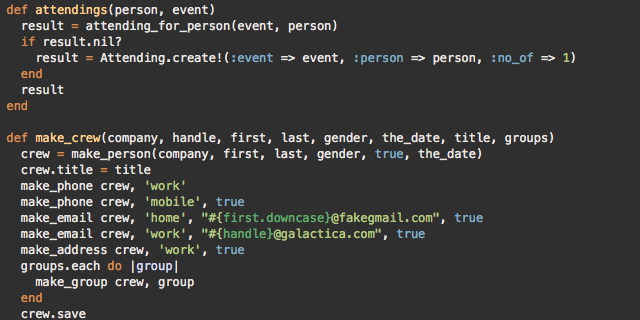 def attendings(person, event)
  result = attending_for_person(event, person)
  if result.nil?
    result = Attending.create!(:event => event, :person => person, :no_of => 1)
  end
  result
end

def make_crew(company, handle, first, last, gender, the_date, title, groups)
  crew = make_person(company, first, last, gender, true, the_date)
  crew.title = title
  make_phone crew, 'work'
  make_phone crew, 'mobile', true
  make_email crew, 'home', "#{first.downcase}@fakegmail.com", true
  make_email crew, 'work', "#{handle}@galactica.com", true
  make_address crew, 'work', true
  groups.each do |group|
    make_group crew, group
  end
  crew.save